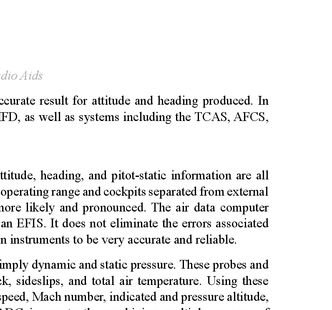 dio Aids
ccurate result for attitude and heading produced. In
FD, as well as systems including the TCAS, AFCS,
ttitude, heading, and pitot-static information are all
operating range and cockpits separated from external
more likely and pronounced. The air data computer
an EFIS. It does not eliminate the errors associated
n instruments to be very accurate and reliable.
imply dynamic and static pressure. These probes and
k, sideslips, and total air temperature. Using these
speed, Mach number, indicated and pressure altitude,